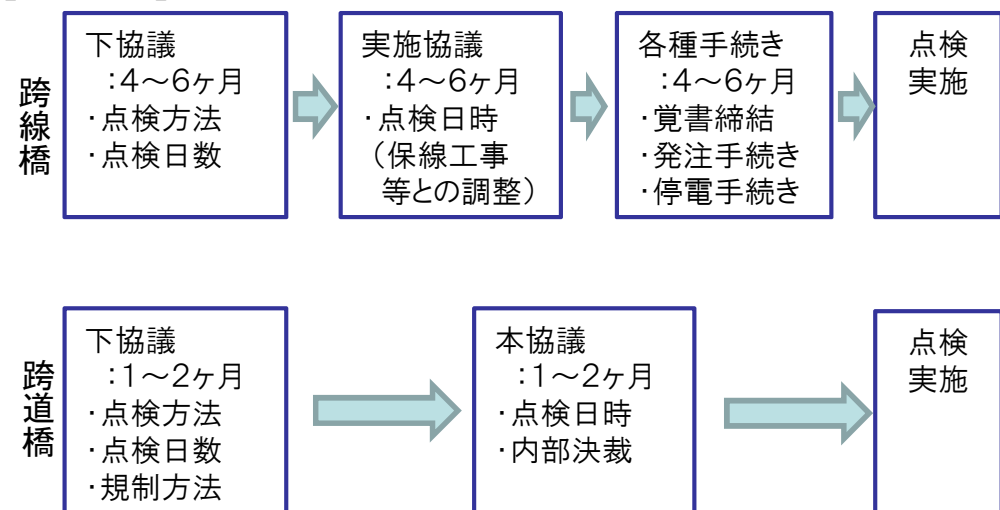 跨線橋
下協議
:4～6ヶ月
・点検方法
・点検日数
実施協議
:4～6ヶ月
・点検日時
(保線工事
等との調整)
各種手続き
:4～6ヶ月
・覚書締結
・発注手続き
・停電手続き
点検
実施
跨道橋
下協議
:1～2ヶ月
・点検方法
・点検日数
・規制方法
本協議
:1～2ヶ月
・点検日時
・内部決裁
点検
実施